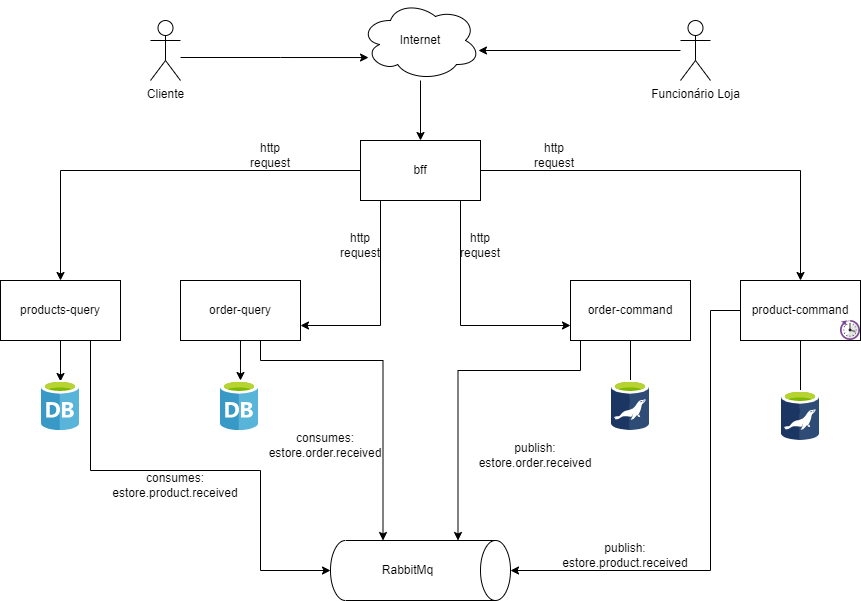 Internet
Cliente
Funcionário Loja
http
request
http
request
bff
http
request
http
request
products-query
order-query
order-command
product-command
DB
DB
consumes:
estore.order.received
publish:
estore.order.received
consumes:
estore.product.received
publish:
estore.product.received
RabbitMq